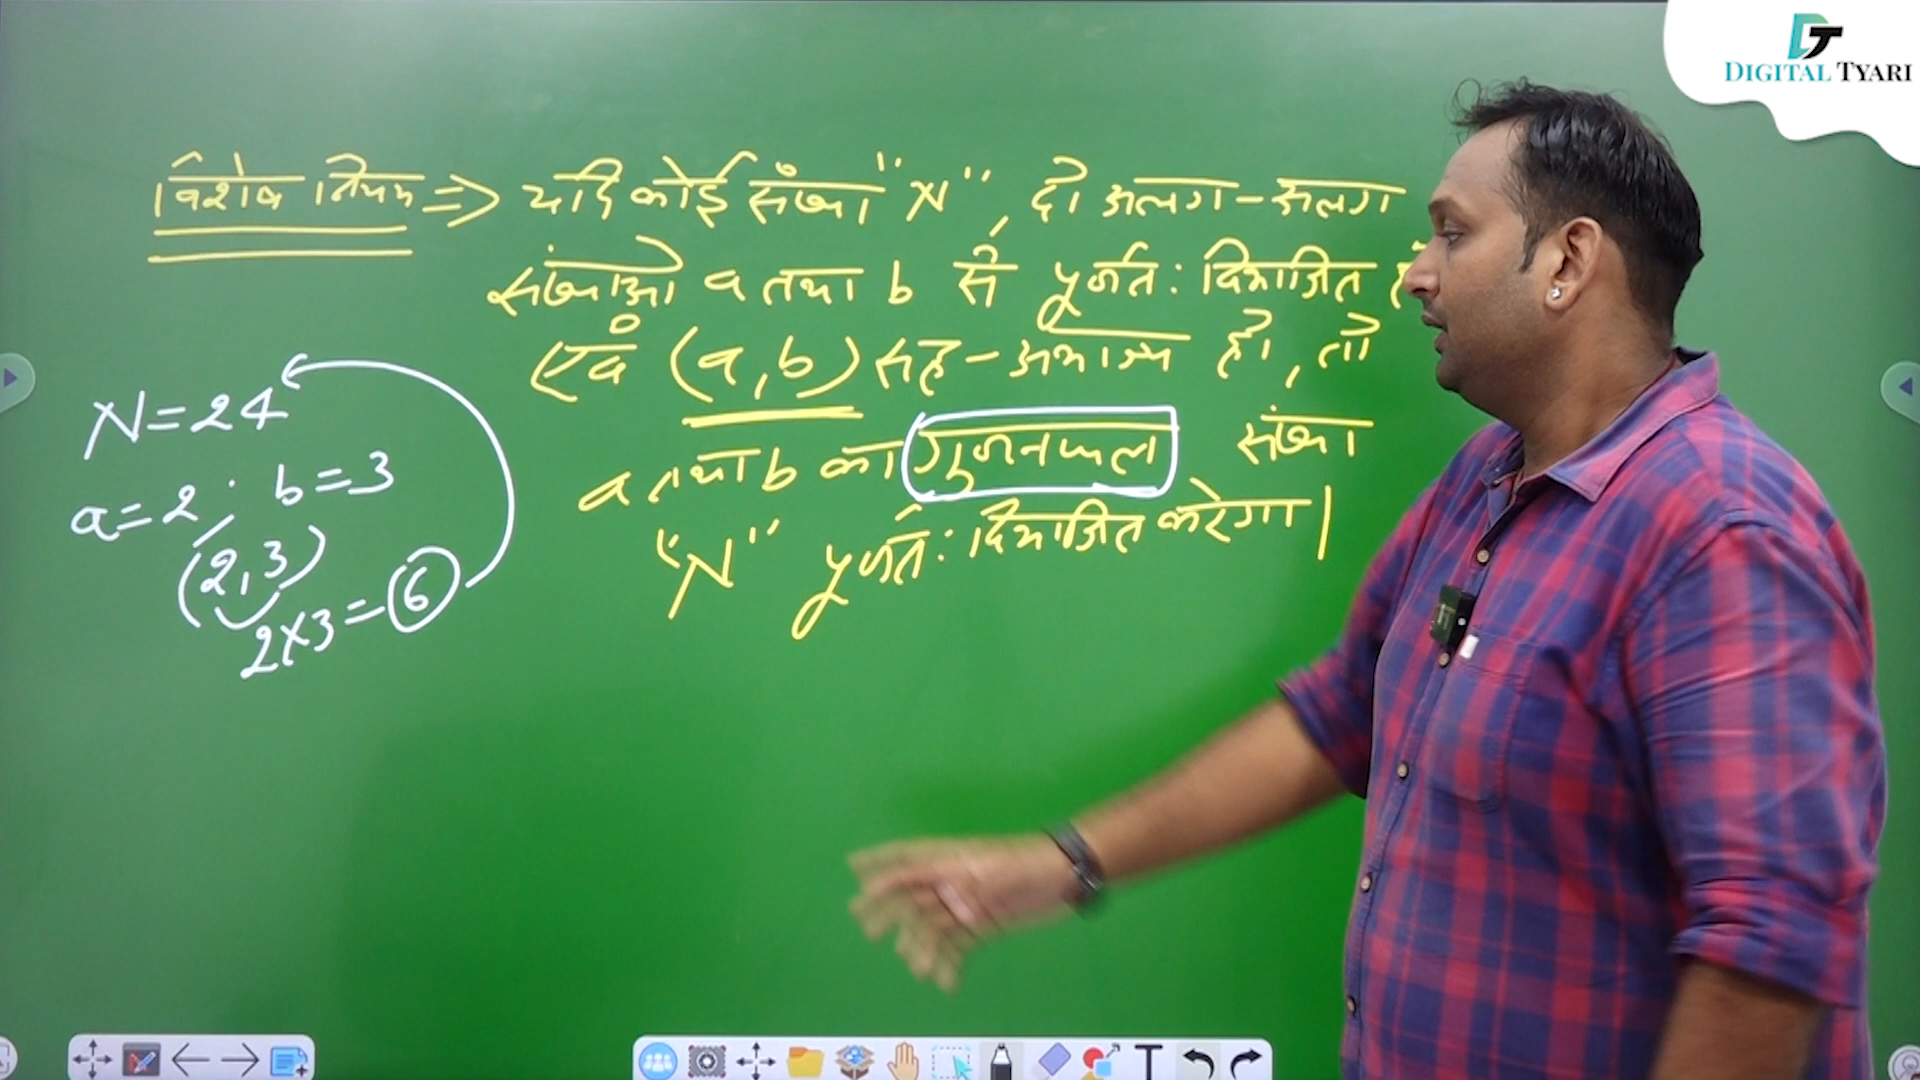 DT
DIGITAL TYARI
विशेष नियम => यदि कोई संख्या "N", दो अलग-अलग
संख्याओं a तथा b से पूर्णत: विभाजित हो
एवं (a, b) सह-अभाज्य हो, तो
a तथा b का गुणनफल संख्या
"N" पूर्णत: विभाजित करेगा।
N=24
a=2, b=3
(2,3)
2×3=6